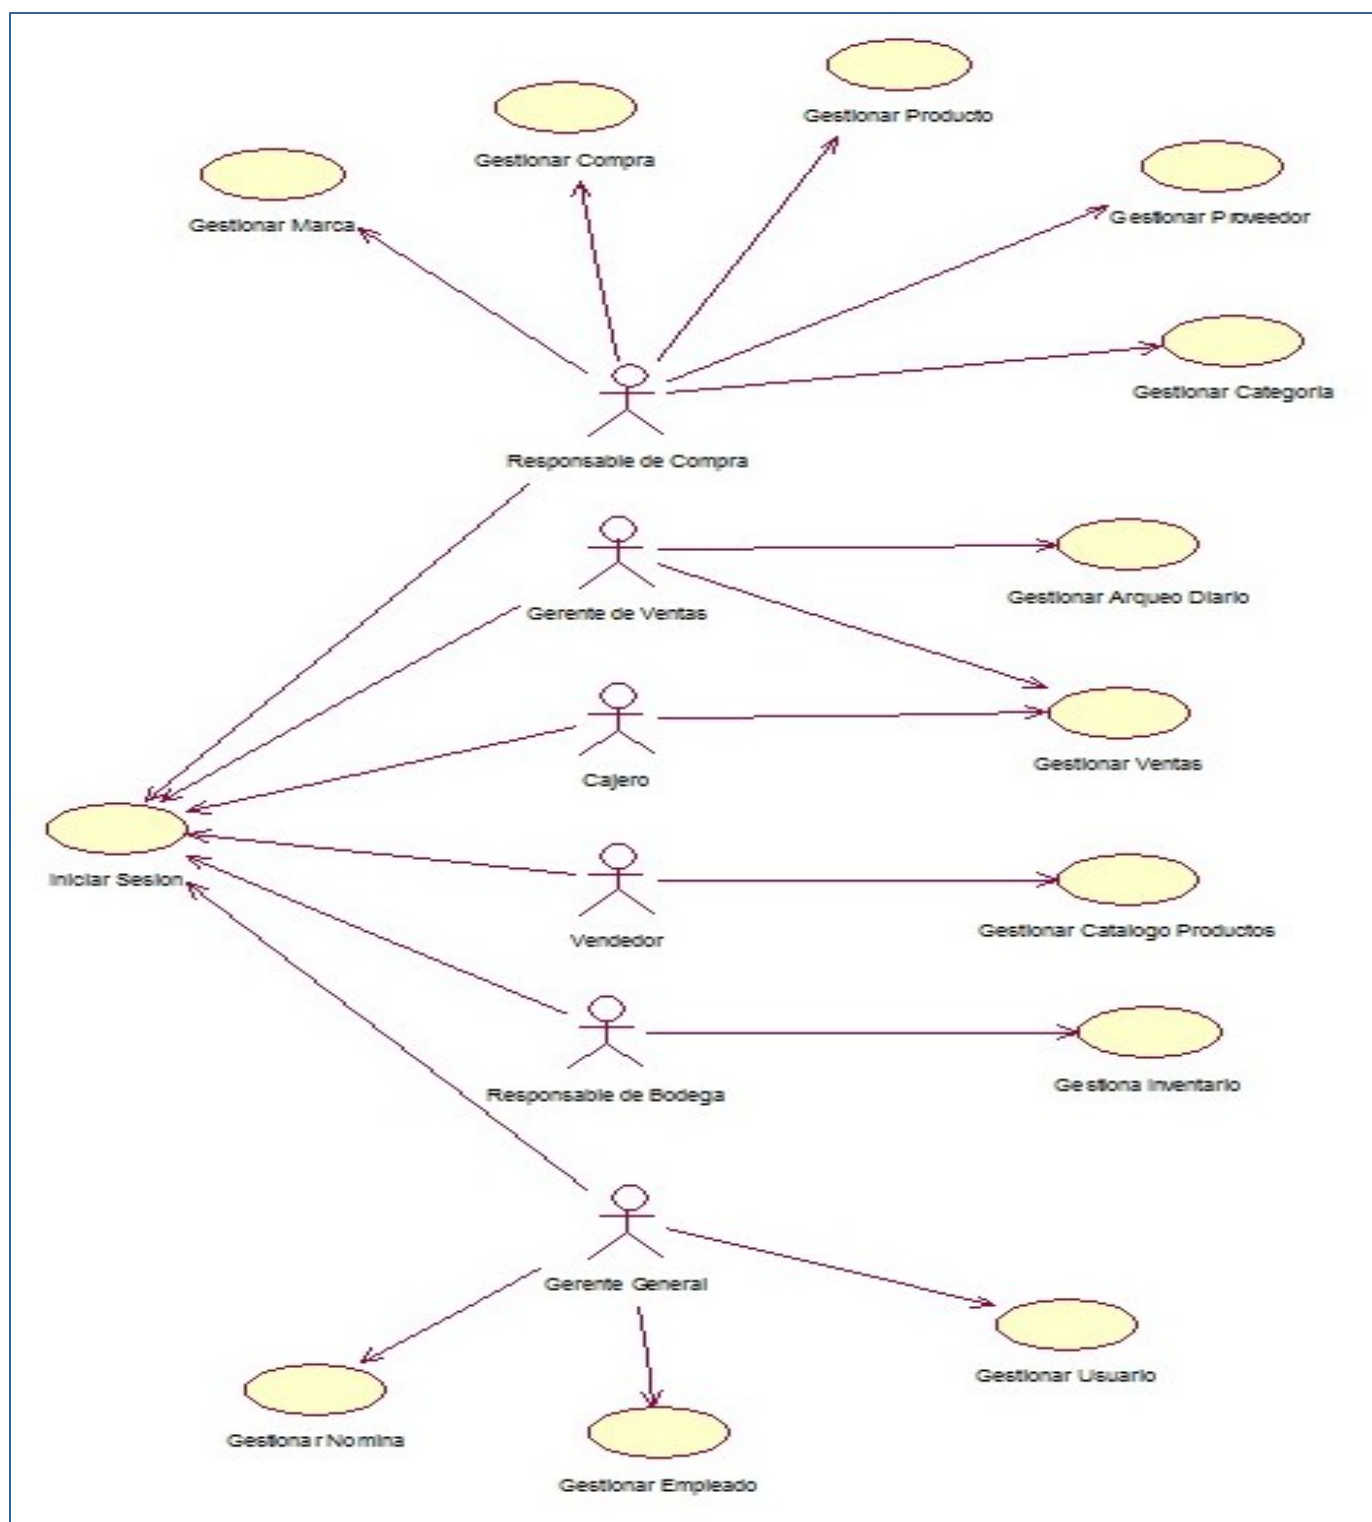 Gestionar Producto
Gestionar Compra
Gestionar Marca
Gestionar Proveedor
Gestionar Categoria
Responsable de Compra
Gestionar Arqueo Diario
Gerente de Ventas
Gestionar Ventas
Cajero
Iniciar Sesion
Gestionar Catalogo Productos
Vendedor
Gestiona Inventario
Responsable de Bodega
Gerente General
Gestionar Usuario
Gestionar Nomina
Gestionar Empleado